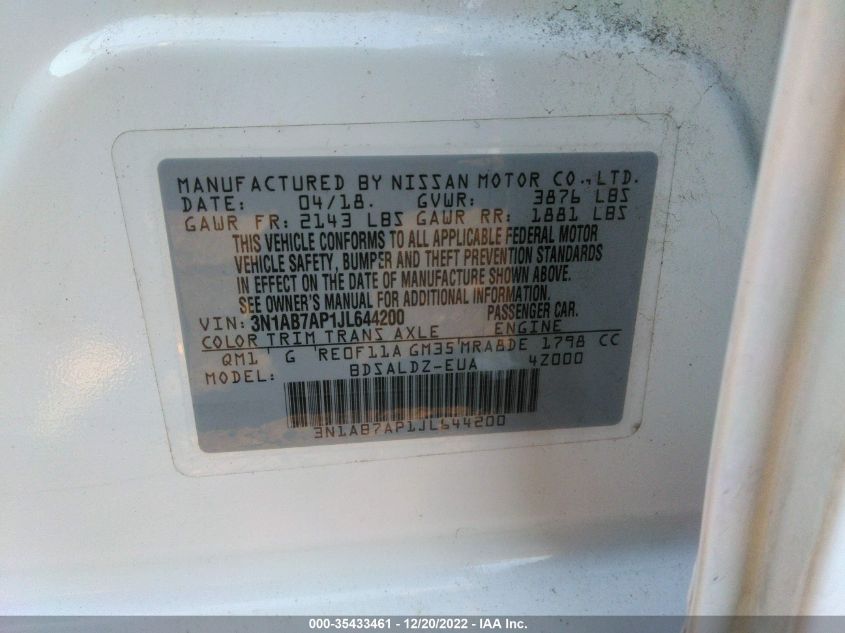 MANUFACTURED BY NISSAN MOTOR CO., LTD.
DATE: 04/18. GVWR: 3876 LBS
GAWR FR: 2143 LBS GAWR RR: 1881 LBS
THIS VEHICLE CONFORMS TO ALL APPLICABLE FEDERAL MOTOR
VEHICLE SAFETY, BUMPER AND THEFT PREVENTION STANDARDS
IN EFFECT ON THE DATE OF MANUFACTURE SHOWN ABOVE.
SEE OWNER'S MANUAL FOR ADDITIONAL INFORMATION.
VIN: 3N1AB7AP1JL644200 PASSENGER CAR.
COLOR TRIM TRANS AXLE ENGINE
QM1 G RE0F11A GM35 MRA8DE 1798 CC
MODEL: BDSALDZ-EUA 4Z000
3N1AB7AP1JL644200
000-35433461 - 12/20/2022 - IAA Inc.